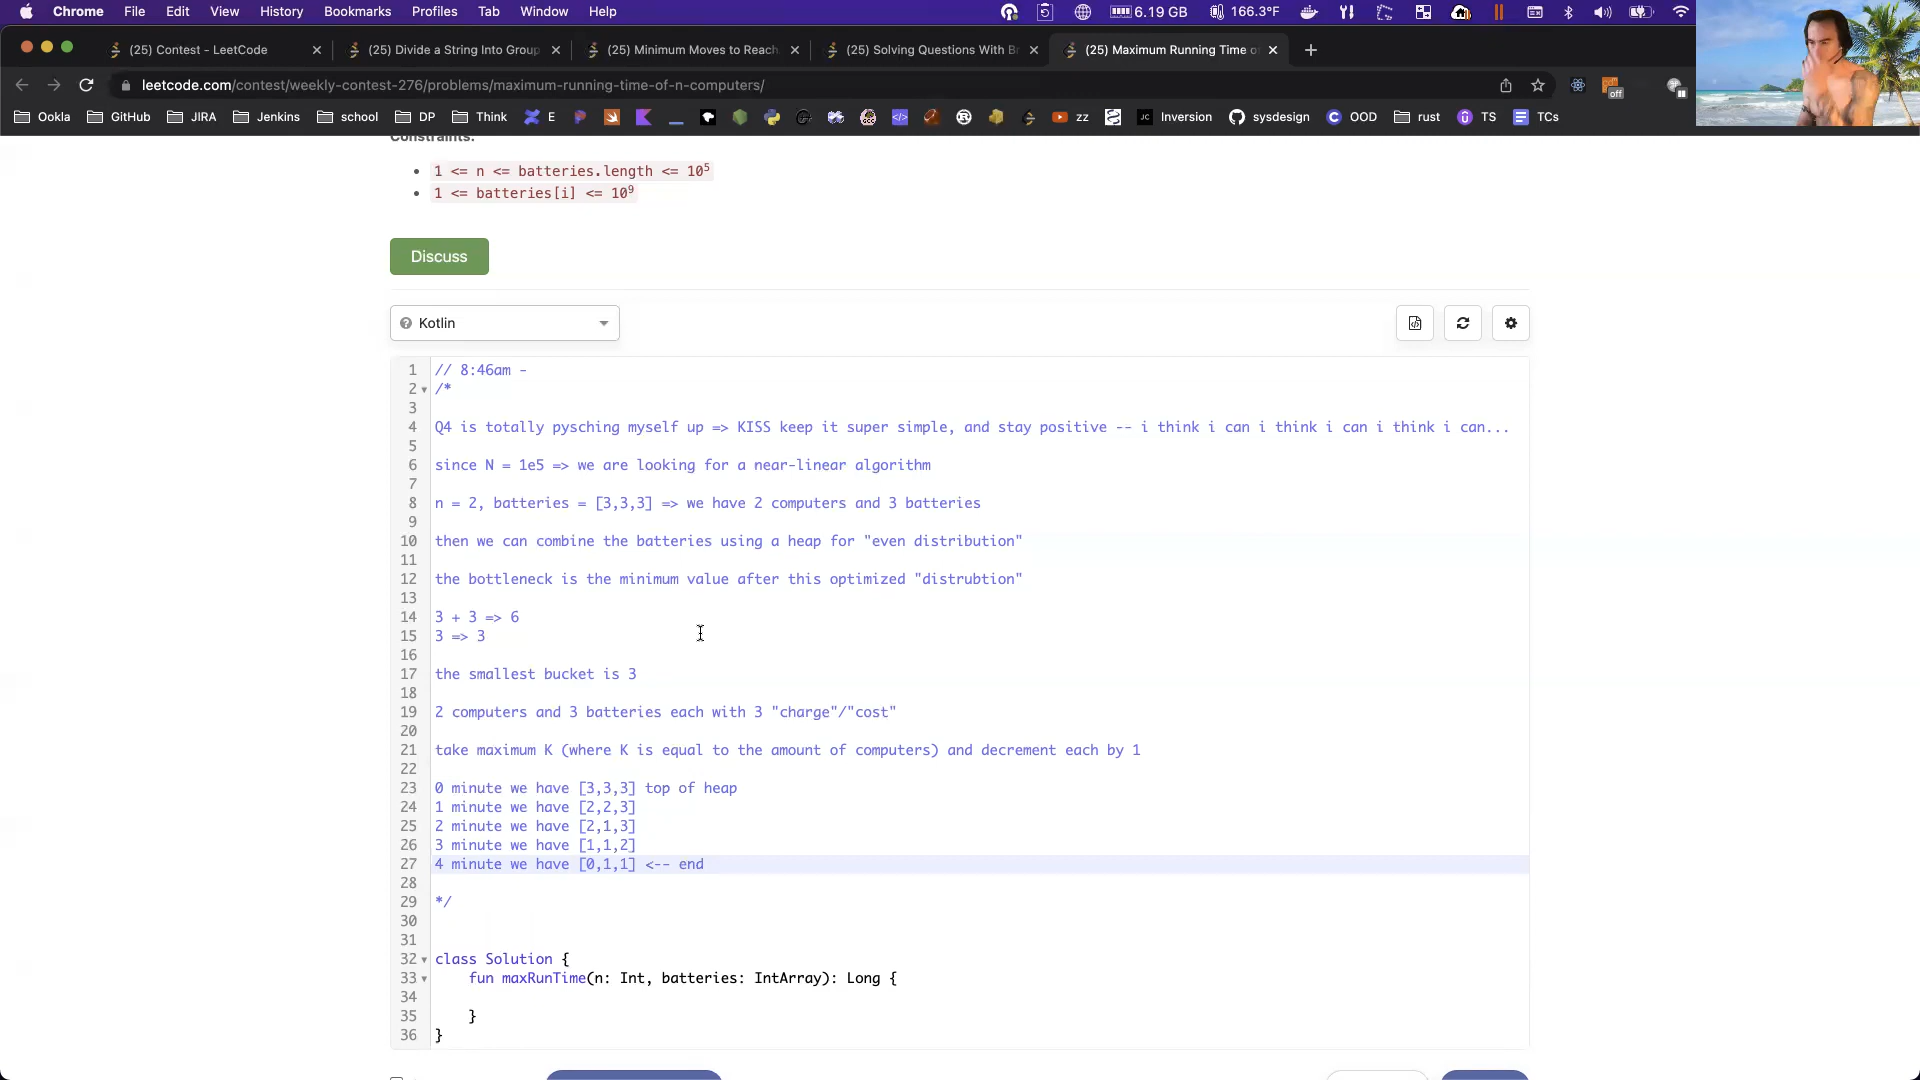 Chrome File Edit View History Bookmarks Profiles Tab Window Help 6.19 GB 166.3°F
(25) Contest - LeetCode (25) Divide a String Into Group (25) Minimum Moves to Reach (25) Solving Questions With Br (25) Maximum Running Time o
leetcode.com/contest/weekly-contest-276/problems/maximum-running-time-of-n-computers/ off
Ookla GitHub JIRA Jenkins school DP Think E zz JC Inversion sysdesign C OOD rust TS TCs
Constraints:
1 <= n <= batteries.length <= 10⁵
1 <= batteries[i] <= 10⁹
Discuss
Kotlin
1 // 8:46am -
2 /*
3
4 Q4 is totally pysching myself up => KISS keep it super simple, and stay positive -- i think i can i think i can i think i can...
5
6 since N = 1e5 => we are looking for a near-linear algorithm
7
8 n = 2, batteries = [3,3,3] => we have 2 computers and 3 batteries
9
10 then we can combine the batteries using a heap for "even distribution"
11
12 the bottleneck is the minimum value after this optimized "distrubtion"
13
14 3 + 3 => 6
15 3 => 3
16
17 the smallest bucket is 3
18
19 2 computers and 3 batteries each with 3 "charge"/"cost"
20
21 take maximum K (where K is equal to the amount of computers) and decrement each by 1
22
23 0 minute we have [3,3,3] top of heap
24 1 minute we have [2,2,3]
25 2 minute we have [2,1,3]
26 3 minute we have [1,1,2]
27 4 minute we have [0,1,1] <-- end
28
29 */
30
31
32 class Solution {
33 fun maxRunTime(n: Int, batteries: IntArray): Long {
34
35 }
36 }